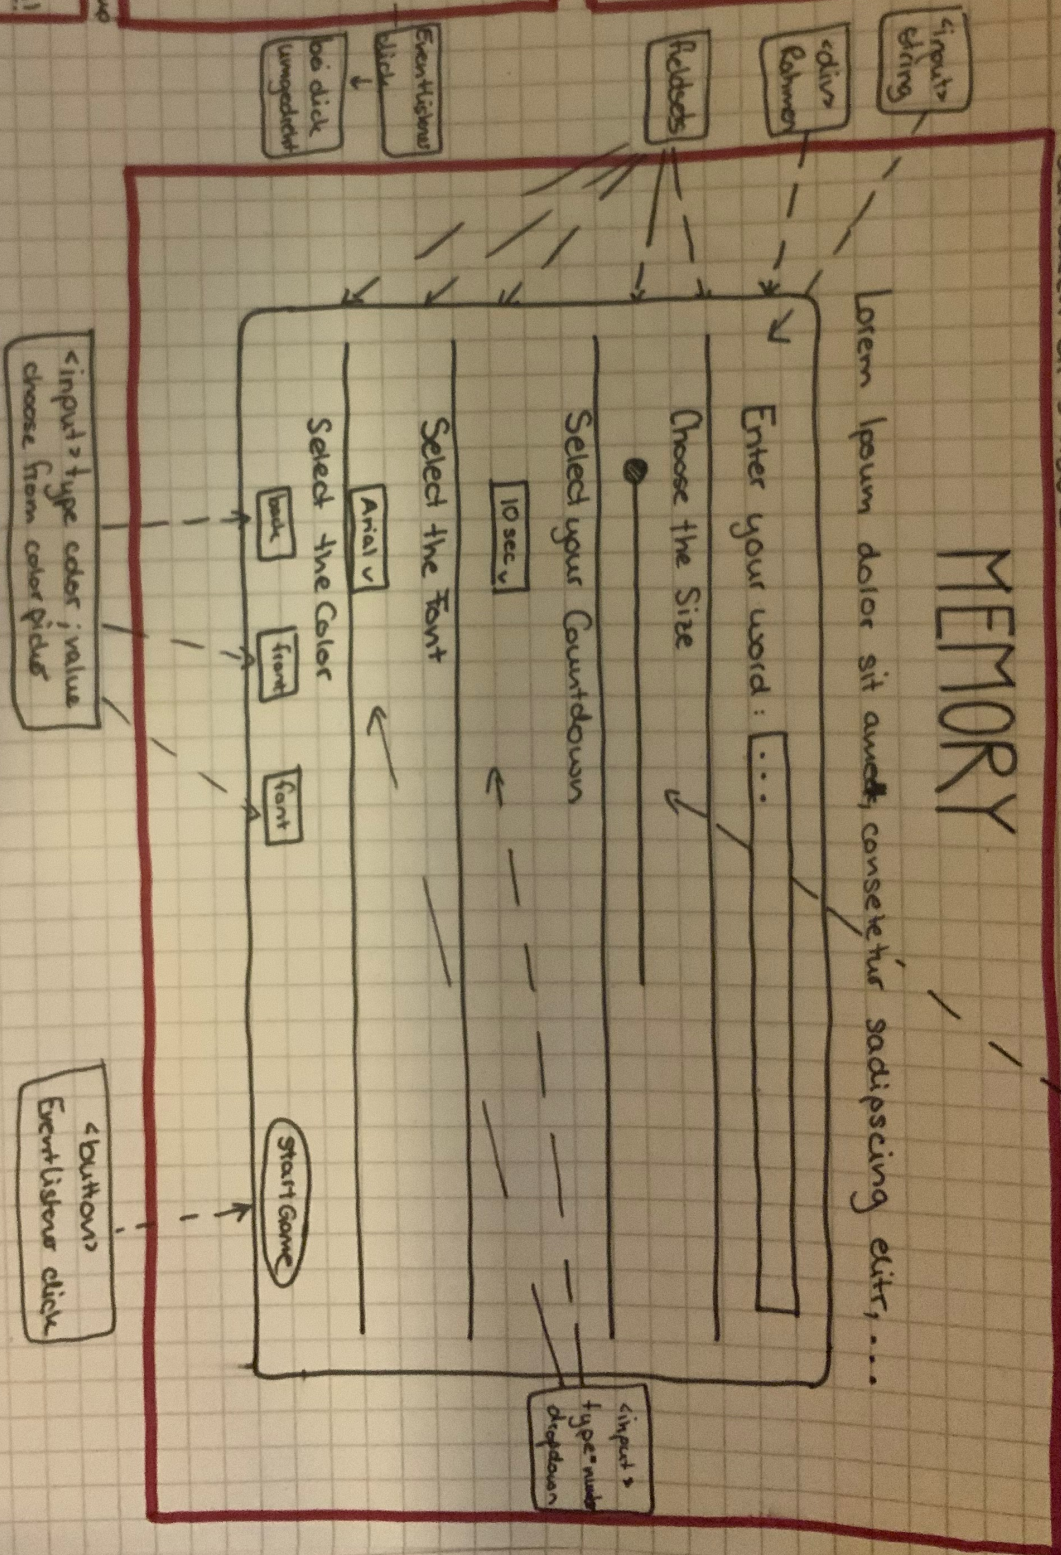 MEMORY
Lorem Ipsum dolor sit amet, consetetur sadipscing elitr, ...
Enter your word: ...
Choose the Size
Select your Countdown
10 sec v
Select the Font
Arial v
Select the Color
back
front
front
Start Game
<input>
string
<div>
Rahmen
Fieldsets
EventListener
click
bei click
umgedreht
<input>
type=number
dropdown
<input> type color; value
choose from color picker
<button>
EventListener click